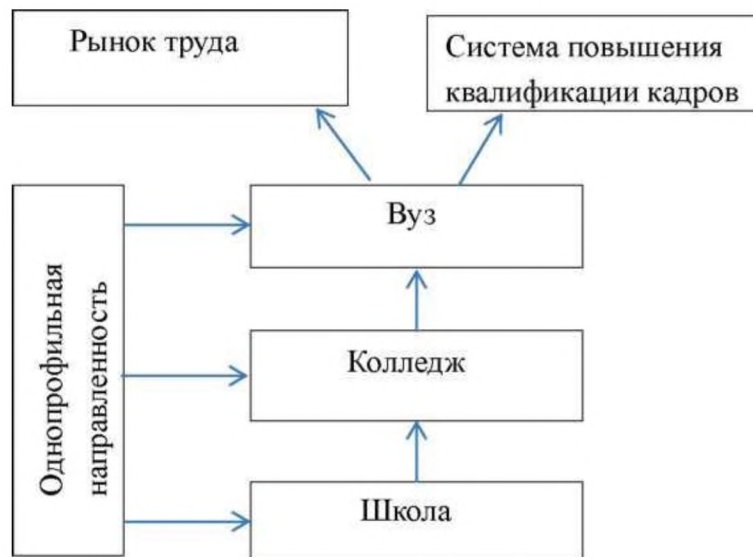 Рынок труда
Система повышения
квалификации кадров
Однопрофильная
направленность
Вуз
Колледж
Школа